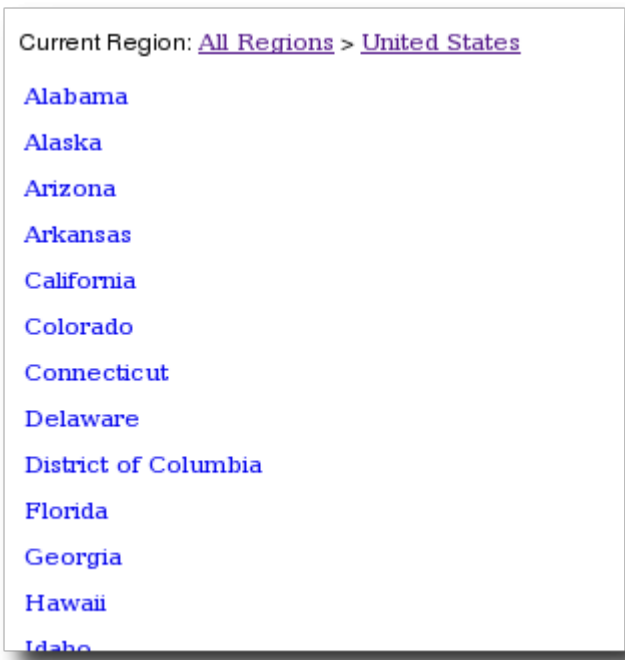 Current Region: All Regions > United States
Alabama
Alaska
Arizona
Arkansas
California
Colorado
Connecticut
Delaware
District of Columbia
Florida
Georgia
Hawaii
Idaho